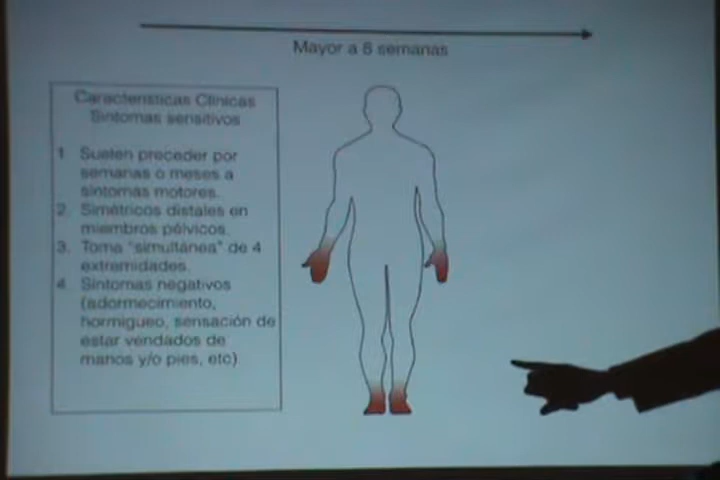 Mayor a 8 semanas
Características Clínicas
Síntomas sensitivos
1. Suelen preceder por
semanas o meses a
síntomas motores.
2. Simétricos distales en
miembros pélvicos.
3. Toma "simultánea" de 4
extremidades.
4. Síntomas negativos
(adormecimiento,
hormigueo, sensación de
estar vendados de
manos y/o pies, etc)